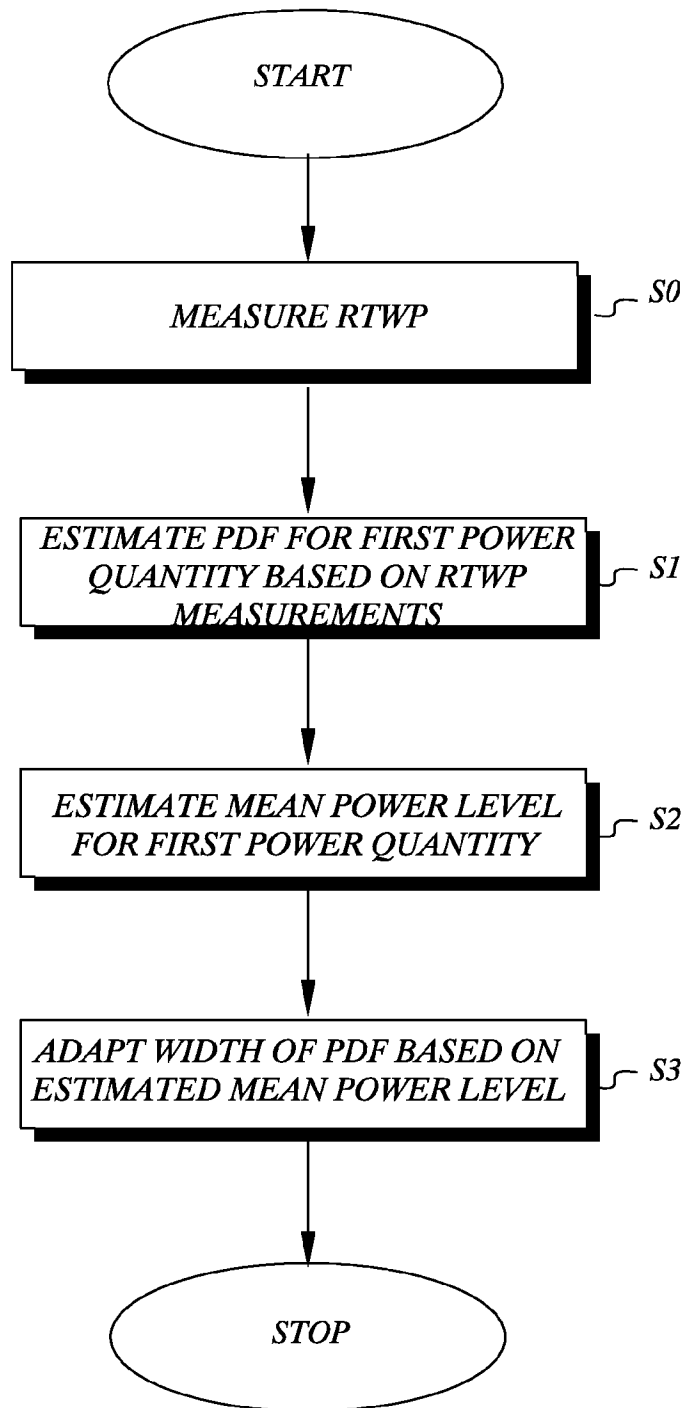 START
MEASURE RTWP
S0
ESTIMATE PDF FOR FIRST POWER
QUANTITY BASED ON RTWP
MEASUREMENTS
S1
ESTIMATE MEAN POWER LEVEL
FOR FIRST POWER QUANTITY
S2
ADAPT WIDTH OF PDF BASED ON
ESTIMATED MEAN POWER LEVEL
S3
STOP